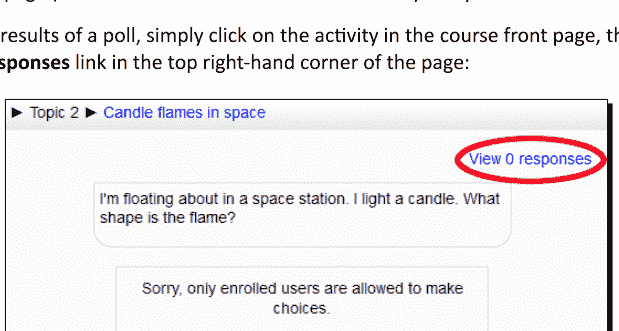 results of a poll, simply click on the activity in the course front page, th
sponses link in the top right-hand corner of the page:
► Topic 2 ► Candle flames in space
View 0 responses
I'm floating about in a space station. I light a candle. What
shape is the flame?
Sorry, only enrolled users are allowed to make
choices.